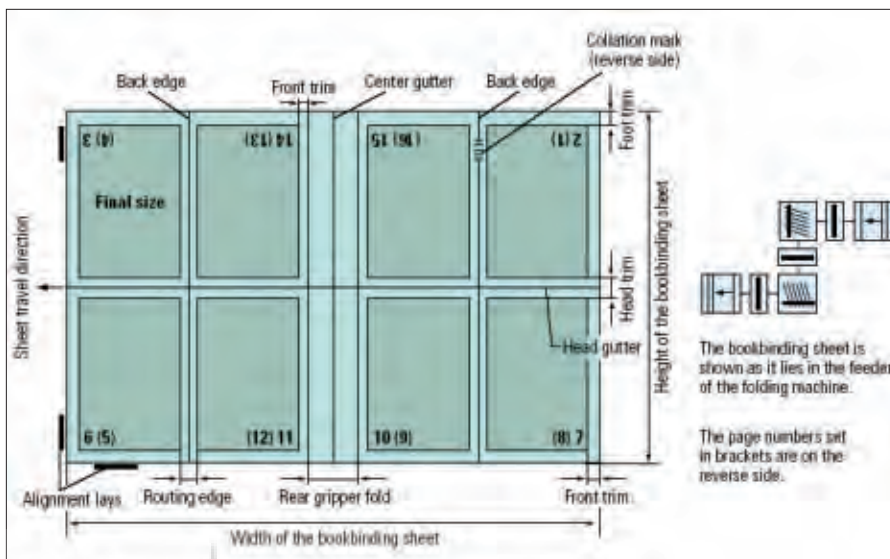 Collation mark
(reverse side)
Back edge
Front trim
Center gutter
Back edge
3 (4)
14 (13)
15 (16)
2 (1)
Foot trim
Final size
Sheet travel direction
Head trim
Height of the bookbinding sheet
Head gutter
The bookbinding sheet is
shown as it lies in the feeder
of the folding machine.
6 (5)
(12) 11
10 (9)
(8) 7
The page numbers set
in brackets are on the
reverse side.
Alignment lays
Routing edge
Rear gripper fold
Front trim
Width of the bookbinding sheet